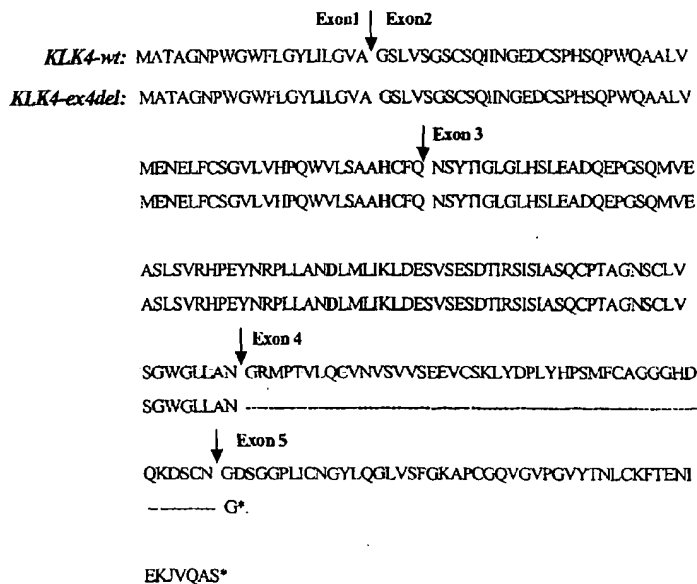 Exon1 Exon2
KLK4-wt: MATAGNPWGWFLGYLILGVA GSLVSGSCSQIINGEDCSPHSQPWQAALV
KLK4-ex4del: MATAGNPWGWFLGYLILGVA GSLVSGSCSQIINGEDCSPHSQPWQAALV
Exon 3
MENELFCSGVLVHPQWVLSAAHCFQ NSYTIGLGLHSLEADQEPGSQMVE
MENELFCSGVLVHPQWVLSAAHCFQ NSYTIGLGLHSLEADQEPGSQMVE
ASLSVRHPEYNRPLLANDLMLIKLDESVSESDTIRSISIASQCPTAGNSCLV
ASLSVRHPEYNRPLLANDLMLIKLDESVSESDTIRSISIASQCPTAGNSCLV
Exon 4
SGWGLLAN GRMPTVLQCVNVSVVSEEVCSKLYDPLYHPSMFCAGGGHD
SGWGLLAN ------------------------------------------------
Exon 5
QKDSCN GDSGGPLICNGYLQGLVSFGKAPCGQVGVPGVYTNLCKFTENI
--------- G*.
EKJVQAS*